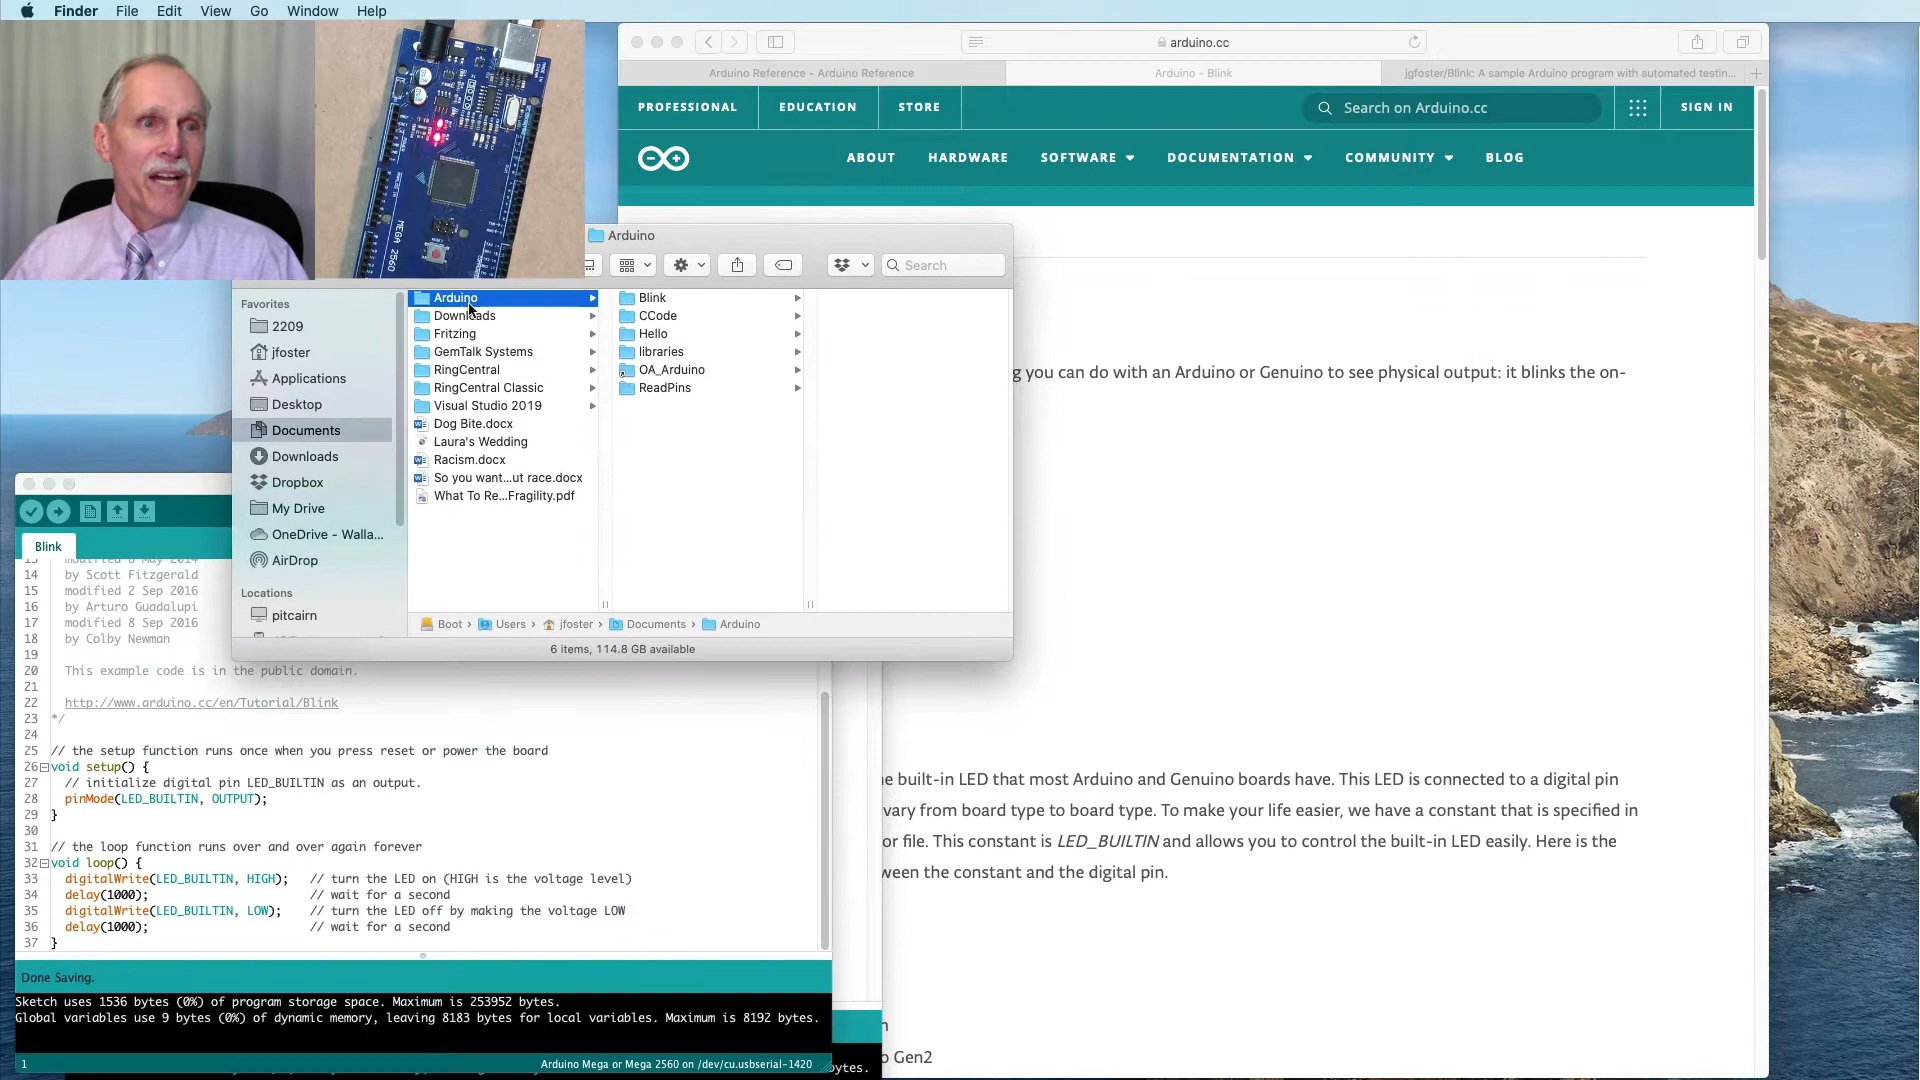 Finder File Edit View Go Window Help
MEGA 2560
arduino.cc
Arduino Reference - Arduino Reference
Arduino - Blink
jgfoster/Blink: A sample Arduino program with automated testin...
PROFESSIONAL EDUCATION STORE
Search on Arduino.cc
SIGN IN
ABOUT HARDWARE SOFTWARE DOCUMENTATION COMMUNITY BLOG
Arduino
Search
Favorites
2209
jfoster
Applications
Desktop
Documents
Downloads
Dropbox
My Drive
OneDrive - Walla...
AirDrop
Locations
pitcairn
Arduino
Downloads
Fritzing
GemTalk Systems
RingCentral
RingCentral Classic
Visual Studio 2019
Dog Bite.docx
Laura's Wedding
Racism.docx
So you want...ut race.docx
What To Re...Fragility.pdf
Blink
CCode
Hello
libraries
OA_Arduino
ReadPins
Boot › Users › jfoster › Documents › Arduino
6 items, 114.8 GB available
g you can do with an Arduino or Genuino to see physical output: it blinks the on-
e built-in LED that most Arduino and Genuino boards have. This LED is connected to a digital pin
vary from board type to board type. To make your life easier, we have a constant that is specified in
or file. This constant is LED_BUILTIN and allows you to control the built-in LED easily. Here is the
ween the constant and the digital pin.
n
o Gen2
Blink
13 modified 8 May 2014
14 by Scott Fitzgerald
15 modified 2 Sep 2016
16 by Arturo Guadalupi
17 modified 8 Sep 2016
18 by Colby Newman
19
20 This example code is in the public domain.
21
22 http://www.arduino.cc/en/Tutorial/Blink
23 */
24
25 // the setup function runs once when you press reset or power the board
26 void setup() {
27 // initialize digital pin LED_BUILTIN as an output.
28 pinMode(LED_BUILTIN, OUTPUT);
29 }
30
31 // the loop function runs over and over again forever
32 void loop() {
33 digitalWrite(LED_BUILTIN, HIGH); // turn the LED on (HIGH is the voltage level)
34 delay(1000); // wait for a second
35 digitalWrite(LED_BUILTIN, LOW); // turn the LED off by making the voltage LOW
36 delay(1000); // wait for a second
37 }
Done Saving.
Sketch uses 1536 bytes (0%) of program storage space. Maximum is 253952 bytes.
Global variables use 9 bytes (0%) of dynamic memory, leaving 8183 bytes for local variables. Maximum is 8192 bytes.
1 Arduino Mega or Mega 2560 on /dev/cu.usbserial-1420
bytes.